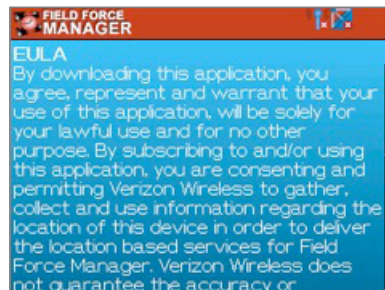 FIELD FORCE
MANAGER
EULA
By downloading this application, you
agree, represent and warrant that your
use of this application, will be solely for
your lawful use and for no other
purpose. By subscribing to and/or using
this application, you are consenting and
permitting Verizon Wireless to gather,
collect and use information regarding the
location of this device in order to deliver
the location based services for Field
Force Manager. Verizon Wireless does
not guarantee the accuracy or